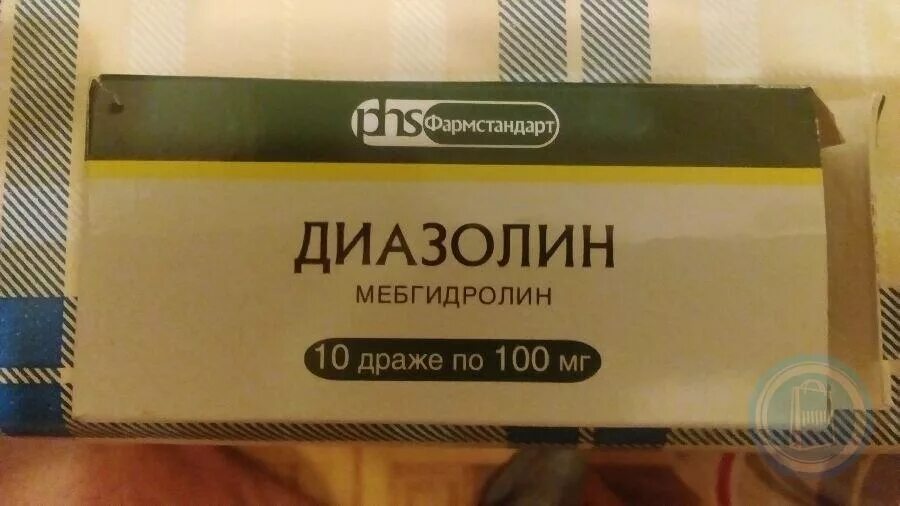 phs Фармстандарт
ДИАЗОЛИН
МЕБГИДРОЛИН
10 драже по 100 мг